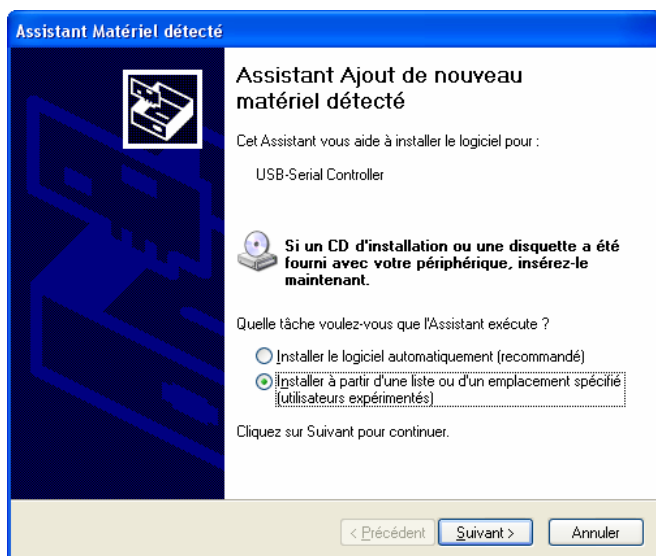 Assistant Matériel détecté
Assistant Ajout de nouveau
matériel détecté
Cet Assistant vous aide à installer le logiciel pour :
USB-Serial Controller
Si un CD d'installation ou une disquette a été
fourni avec votre périphérique, insérez-le
maintenant.
Quelle tâche voulez-vous que l'Assistant exécute ?
Installer le logiciel automatiquement (recommandé)
Installer à partir d'une liste ou d'un emplacement spécifié
(utilisateurs expérimentés)
Cliquez sur Suivant pour continuer.
< Précédent Suivant > Annuler